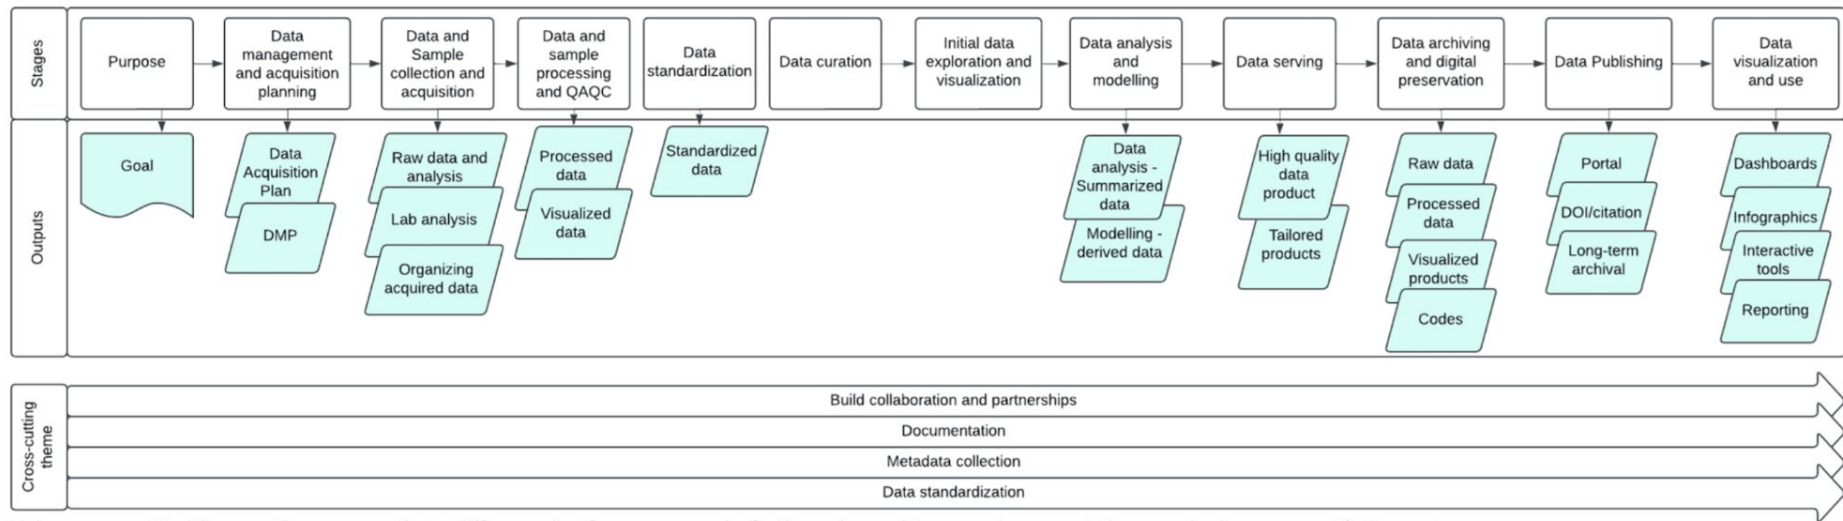 Stages
Purpose
Data
management
and acquisition
planning
Data and
Sample
collection and
acquisition
Data and
sample
processing
and QAQC
Data
standardization
Data curation
Initial data
exploration and
visualization
Data analysis
and
modelling
Data serving
Data archiving
and digital
preservation
Data Publishing
Data
visualization
and use
Outputs
Goal
Data
Acquisition
Plan
DMP
Raw data and
analysis
Lab analysis
Organizing
acquired data
Processed
data
Visualized
data
Standardized
data
Data
analysis -
Summarized
data
Modelling -
derived data
High quality
data
product
Tailored
products
Raw data
Processed
data
Visualized
products
Codes
Portal
DOI/citation
Long-term
archival
Dashboards
Infographics
Interactive
tools
Reporting
Cross-cutting
theme
Build collaboration and partnerships
Documentation
Metadata collection
Data standardization